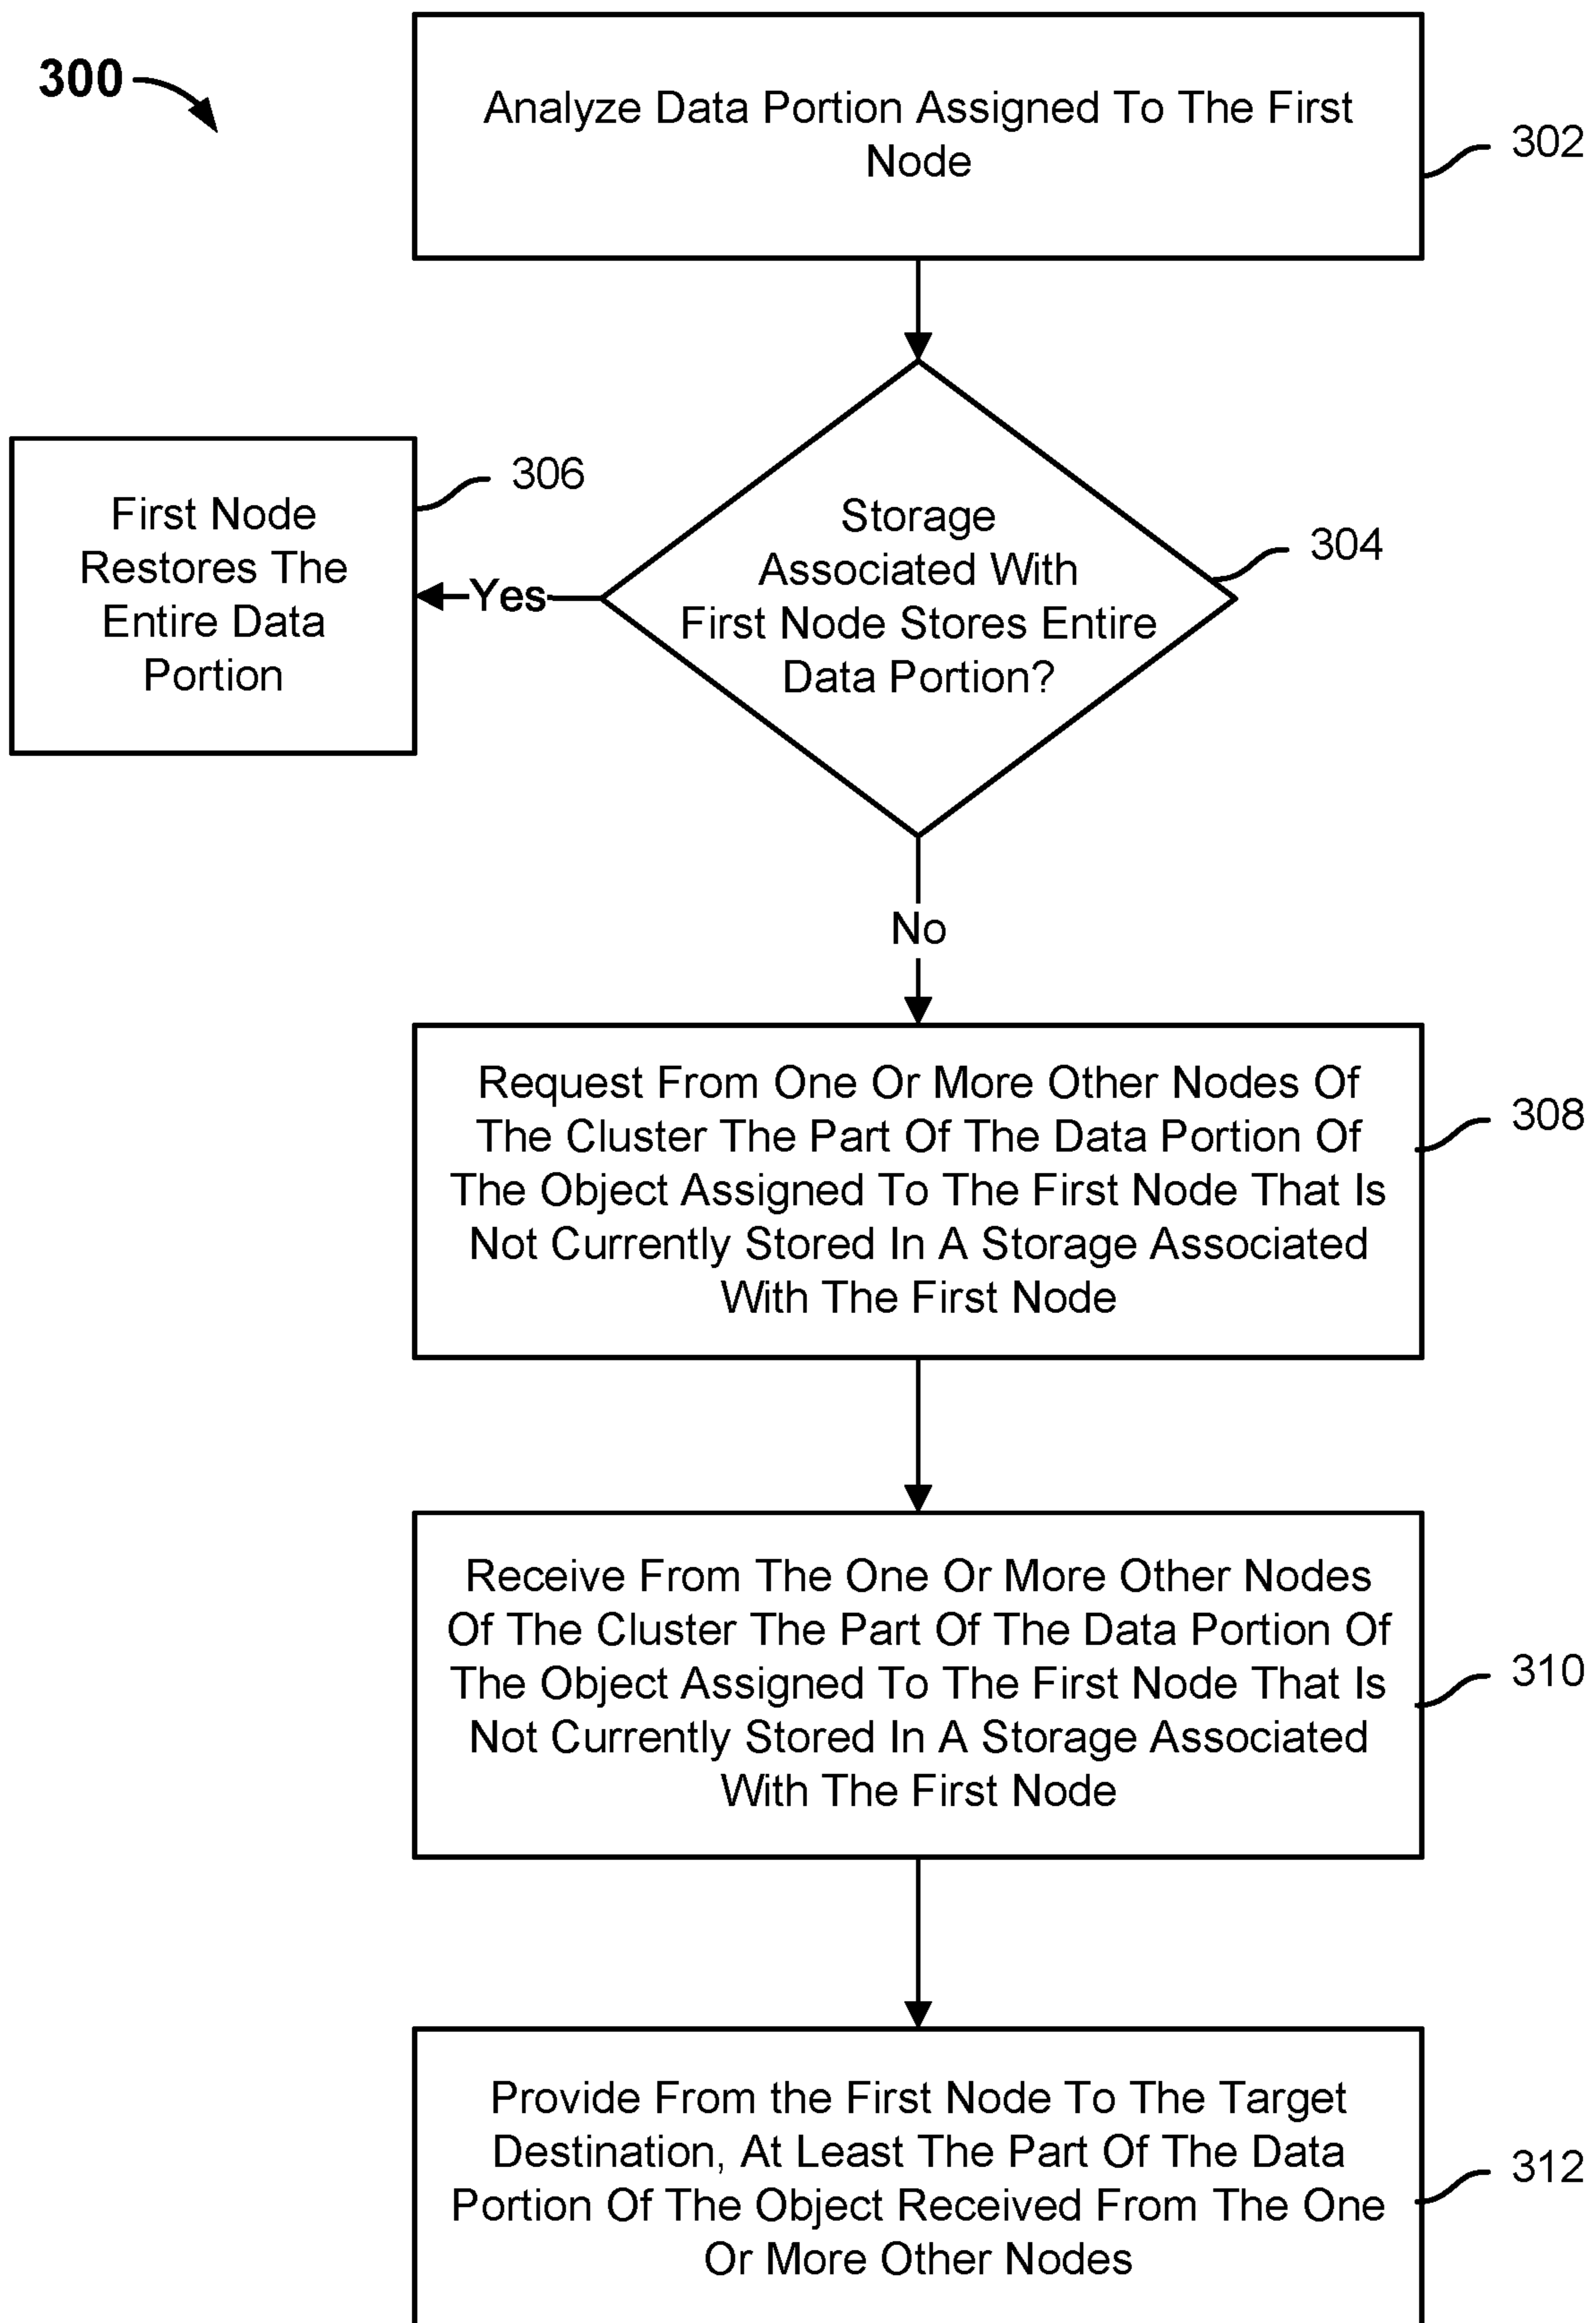 300
Analyze Data Portion Assigned To The First
Node
302
306
First Node
Restores The
Entire Data
Portion
Yes
Storage
Associated With
First Node Stores Entire
Data Portion?
304
No
Request From One Or More Other Nodes Of
The Cluster The Part Of The Data Portion Of
The Object Assigned To The First Node That Is
Not Currently Stored In A Storage Associated
With The First Node
308
Receive From The One Or More Other Nodes
Of The Cluster The Part Of The Data Portion Of
The Object Assigned To The First Node That Is
Not Currently Stored In A Storage Associated
With The First Node
310
Provide From the First Node To The Target
Destination, At Least The Part Of The Data
Portion Of The Object Received From The One
Or More Other Nodes
312